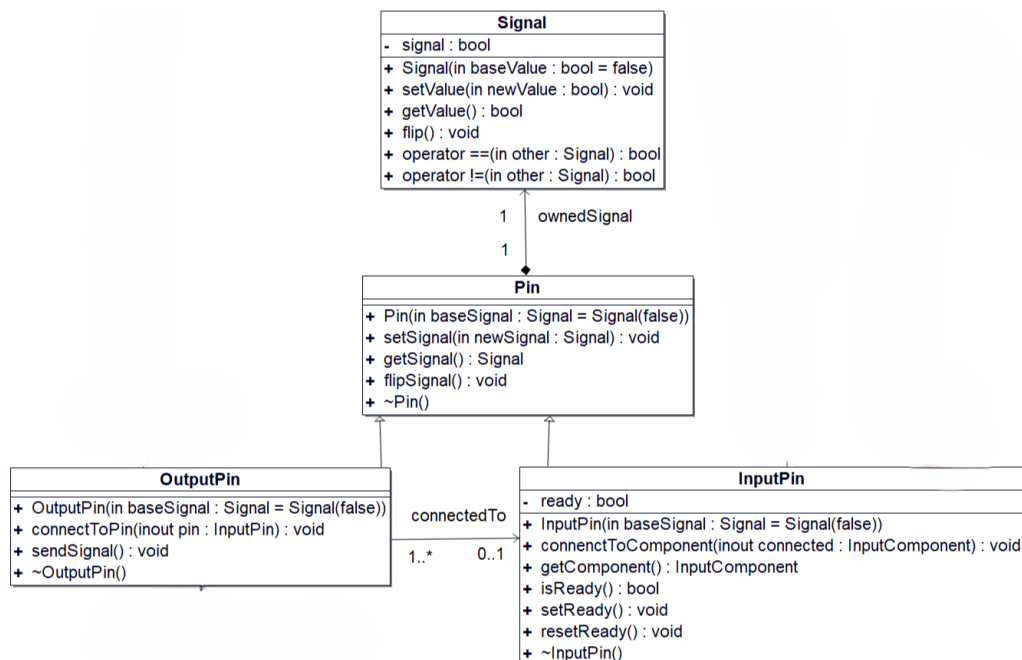 Signal
- signal : bool
+ Signal(in baseValue : bool = false)
+ setValue(in newValue : bool) : void
+ getValue() : bool
+ flip() : void
+ operator ==(in other : Signal) : bool
+ operator !=(in other : Signal) : bool
1 ownedSignal
1
Pin
+ Pin(in baseSignal : Signal = Signal(false))
+ setSignal(in newSignal : Signal) : void
+ getSignal() : Signal
+ flipSignal() : void
+ ~Pin()
OutputPin
+ OutputPin(in baseSignal : Signal = Signal(false))
+ connectToPin(inout pin : InputPin) : void
+ sendSignal() : void
+ ~OutputPin()
connectedTo
1..* 0..1
InputPin
- ready : bool
+ InputPin(in baseSignal : Signal = Signal(false))
+ connenctToComponent(inout connected : InputComponent) : void
+ getComponent() : InputComponent
+ isReady() : bool
+ setReady() : void
+ resetReady() : void
+ ~InputPin()